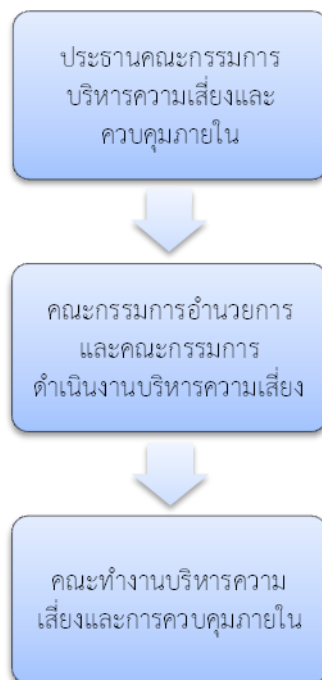 ประธานคณะกรรมการ
บริหารความเสี่ยงและ
ควบคุมภายใน
คณะกรรมการอำนวยการ
และคณะกรรมการ
ดำเนินงานบริหารความเสี่ยง
คณะทำงานบริหารความ
เสี่ยงและการควบคุมภายใน